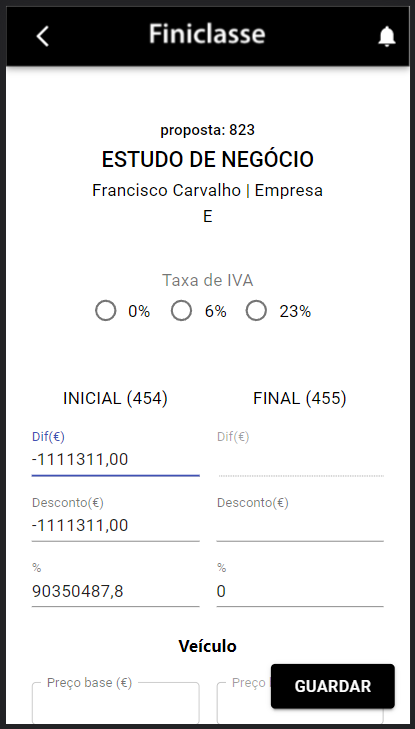 Finiclasse
proposta: 823
ESTUDO DE NEGÓCIO
Francisco Carvalho | Empresa
E
Taxa de IVA
0% 6% 23%
INICIAL (454) FINAL (455)
Dif(€) Dif(€)
-1111311,00
Desconto(€) Desconto(€)
-1111311,00
% %
90350487,8 0
Veículo
Preço base (€) Preço
GUARDAR